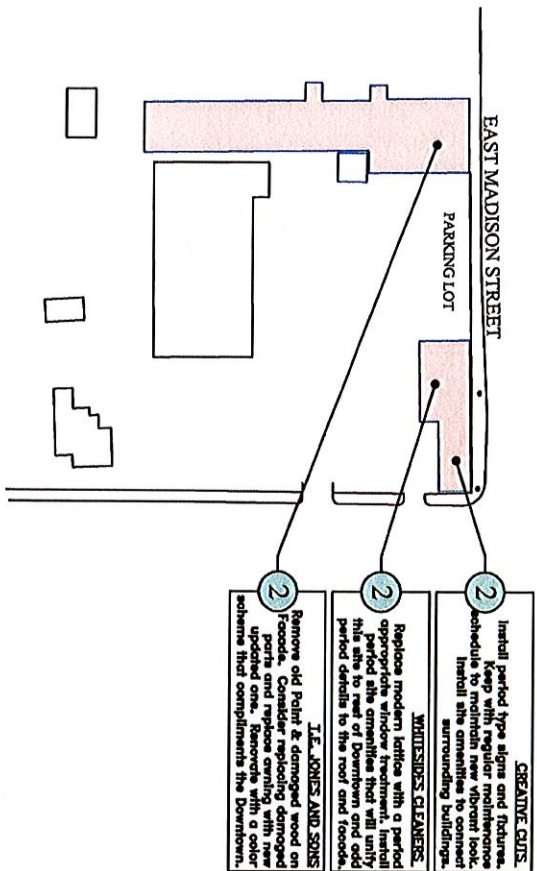 EAST MADISON STREET
PARKING LOT
2
CREATIVE CUTS
Install period type signs and fixtures.
Keep with regular maintenance
schedule to maintain new vibrant look.
Install site amenities to connect
surrounding buildings.
2
WHITESIDES CLEANERS
Replace modern lattice with a period
appropriate window treatment. Install
period site amenities that will unify
this site to rest of Downtown and add
period details to the roof and facade.
2
T.E. JONES AND SONS
Remove old Paint & damaged wood on
Facade. Consider replacing damaged
parts and replace awning with new
updated one. Renovate with a color
scheme that compliments the Downtown.